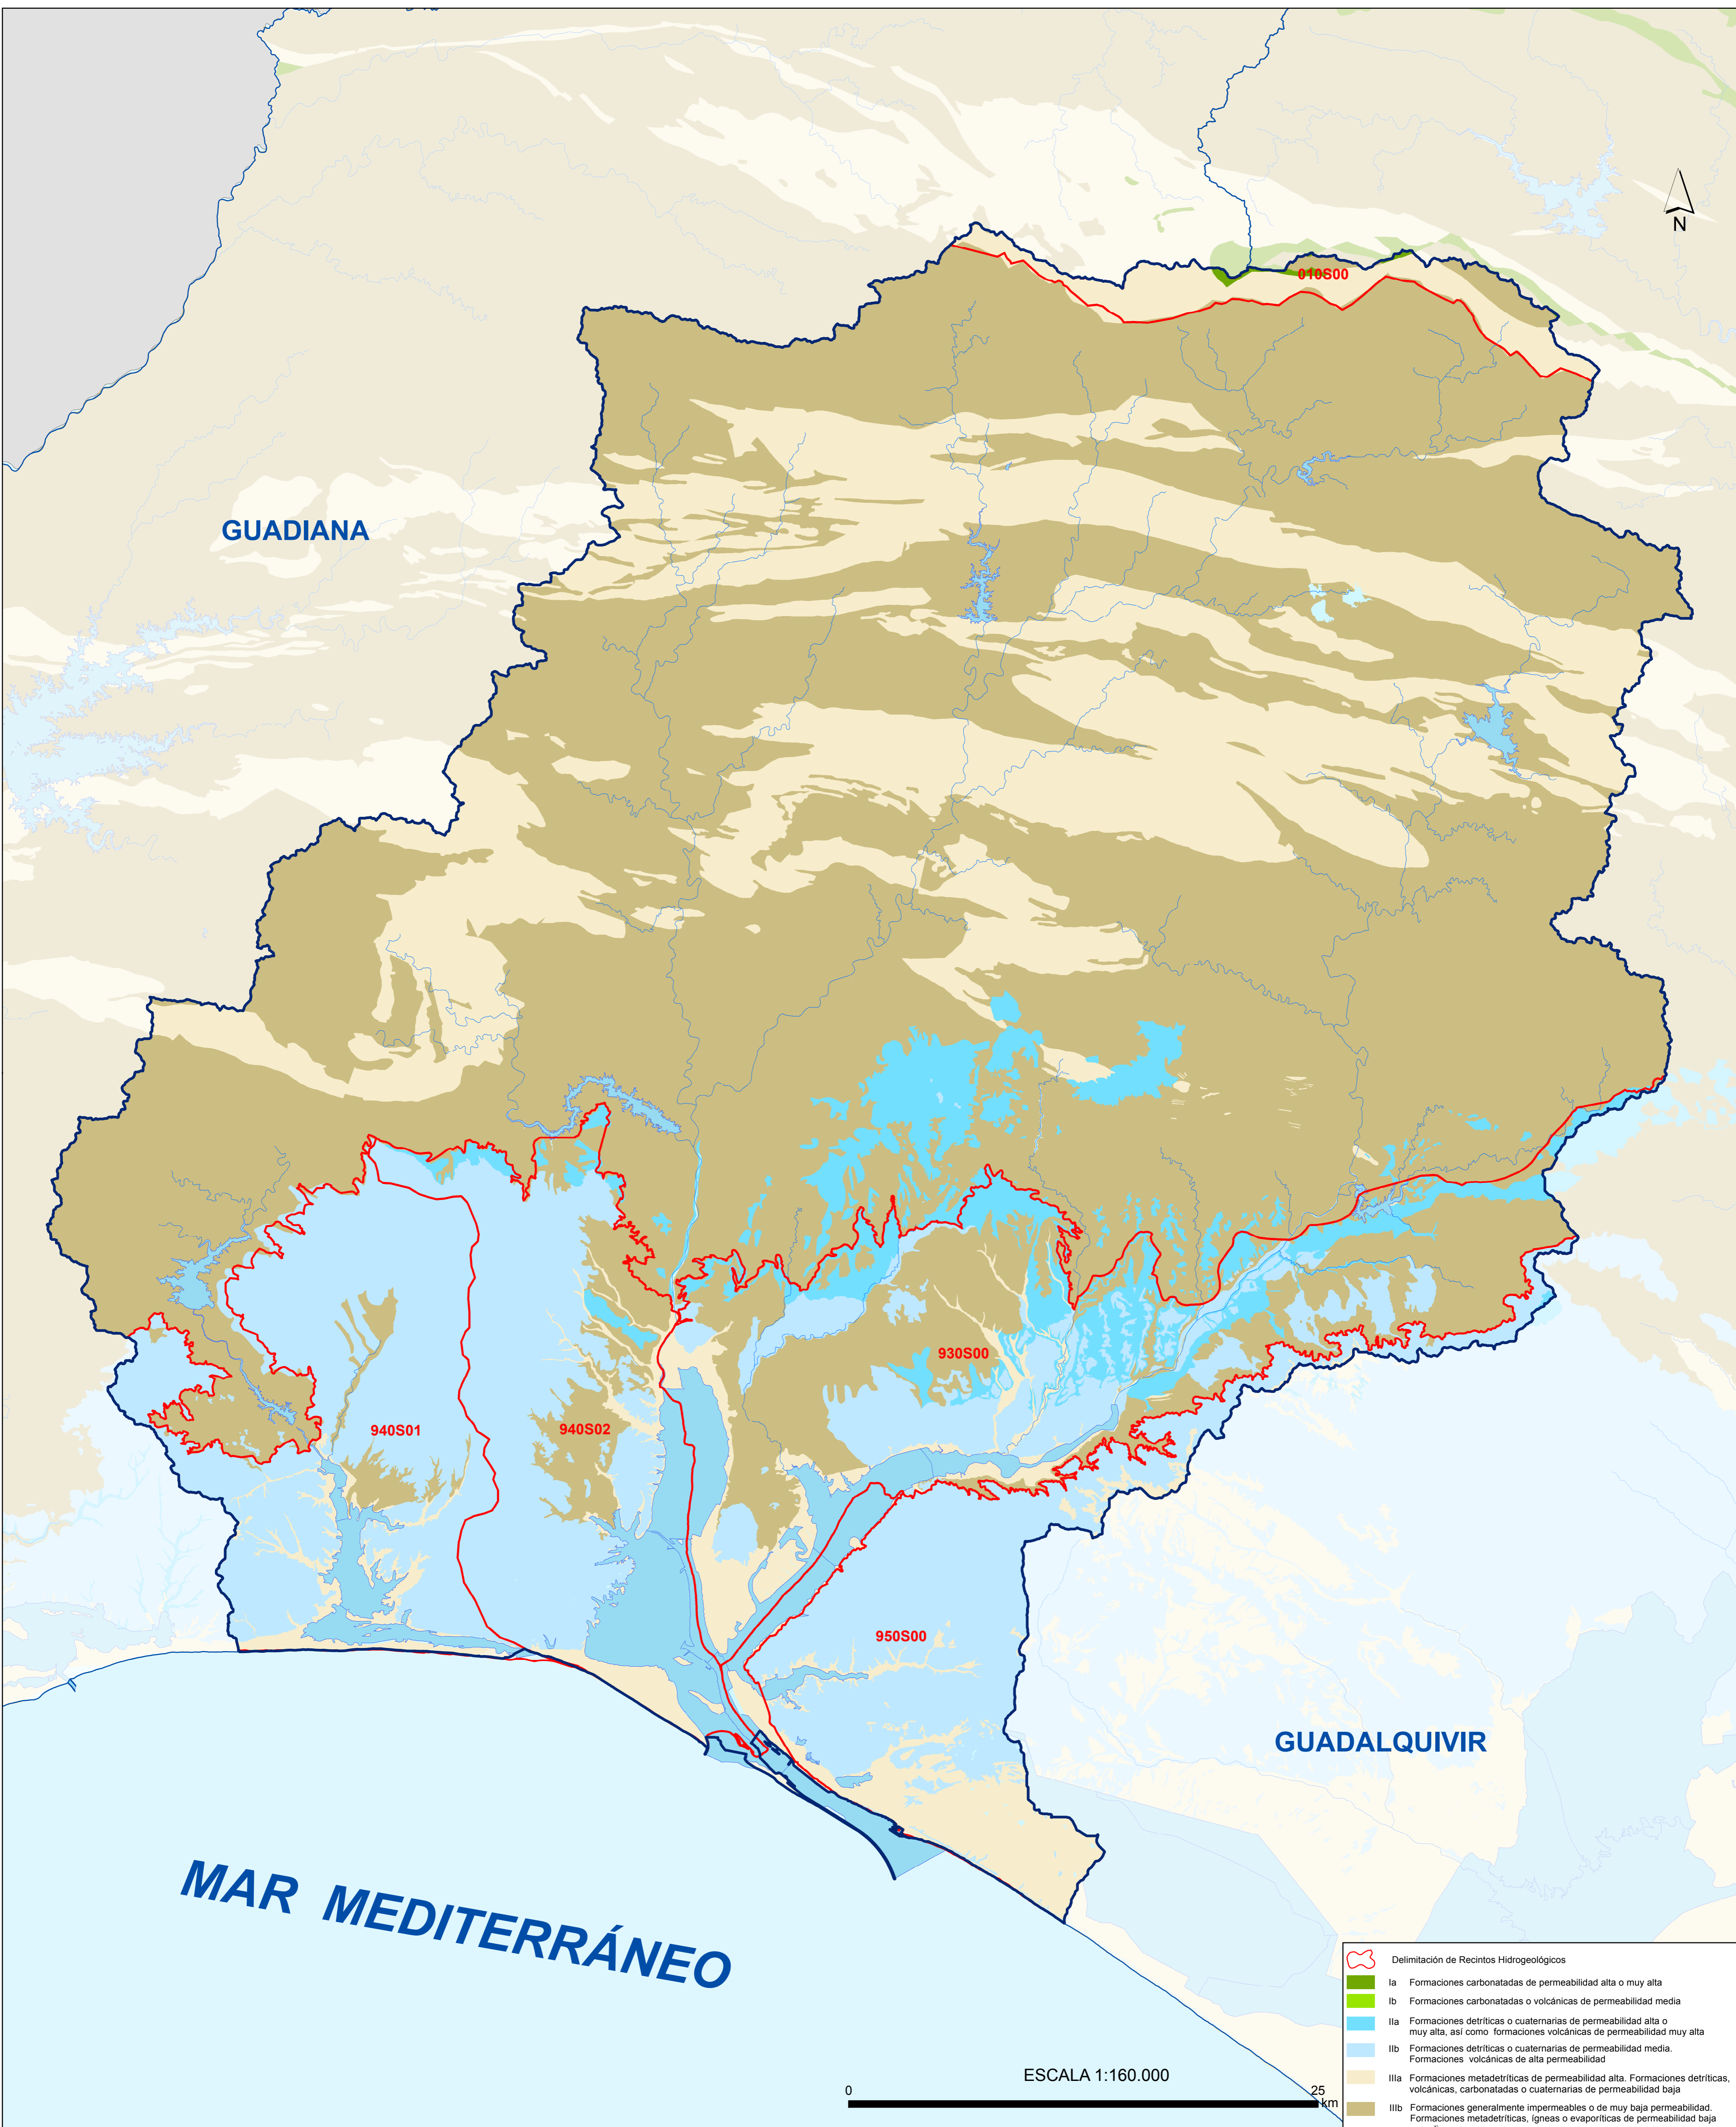 N
010S00
GUADIANA
930S00
940S01
940S02
950S00
GUADALQUIVIR
MAR MEDITERRÁNEO
ESCALA 1:160.000
0
25
km
Delimitación de Recintos Hidrogeológicos
Ia Formaciones carbonatadas de permeabilidad alta o muy alta
Ib Formaciones carbonatadas o volcánicas de permeabilidad media
IIa Formaciones detríticas o cuaternarias de permeabilidad alta o
muy alta, así como formaciones volcánicas de permeabilidad muy alta
IIb Formaciones detríticas o cuaternarias de permeabilidad media.
Formaciones volcánicas de alta permeabilidad
IIIa Formaciones metadetríticas de permeabilidad alta. Formaciones detríticas,
volcánicas, carbonatadas o cuaternarias de permeabilidad baja
IIIb Formaciones generalmente impermeables o de muy baja permeabilidad.
Formaciones metadetríticas, ígneas o evaporíticas de permeabilidad baja